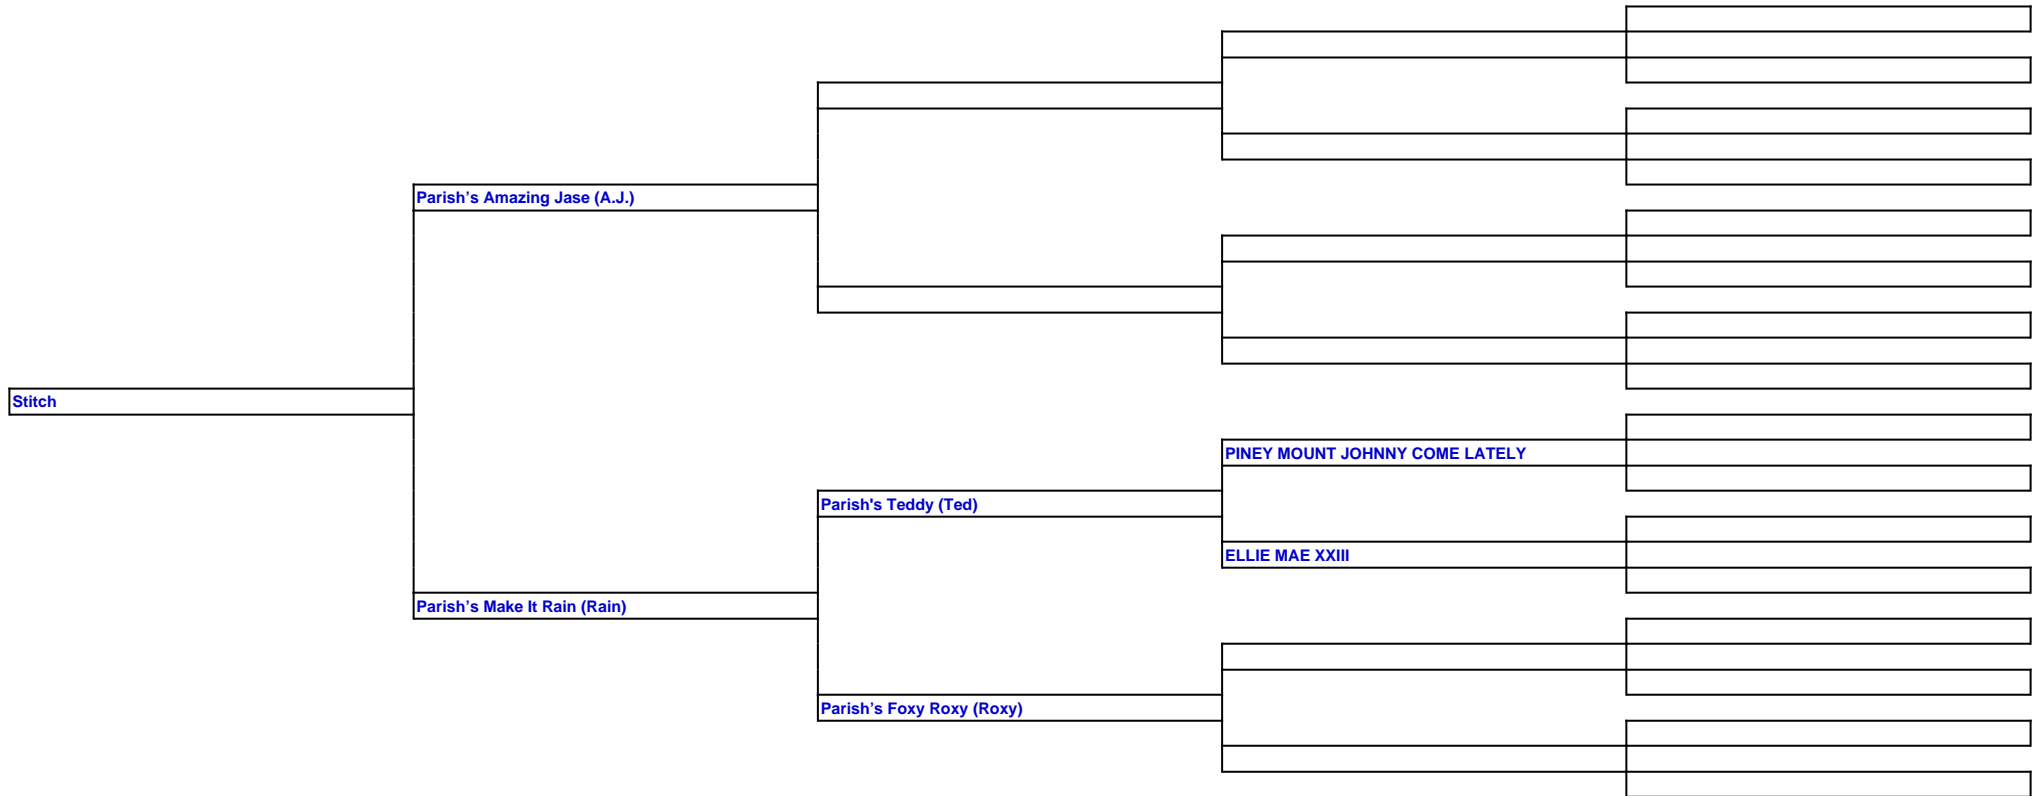 Parish’s Amazing Jase (A.J.)
Stitch
PINEY MOUNT JOHNNY COME LATELY
Parish's Teddy (Ted)
ELLIE MAE XXIII
Parish’s Make It Rain (Rain)
Parish’s Foxy Roxy (Roxy)